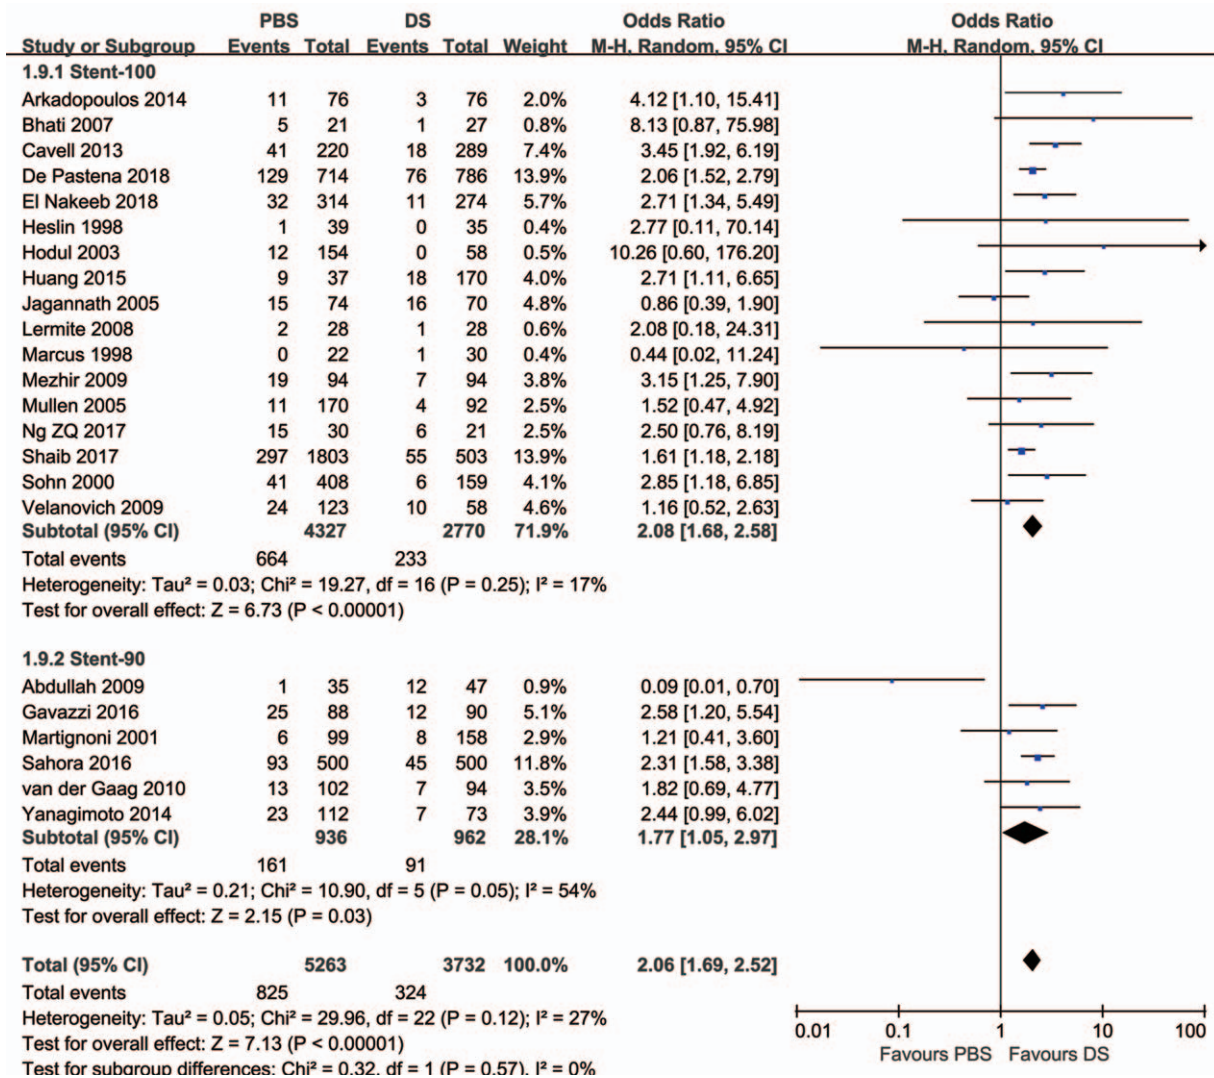 PBS DS Odds Ratio Odds Ratio
Study or Subgroup Events Total Events Total Weight M-H, Random, 95% CI M-H, Random, 95% CI
1.9.1 Stent-100
Arkadopoulos 2014 11 76 3 76 2.0% 4.12 [1.10, 15.41]
Bhati 2007 5 21 1 27 0.8% 8.13 [0.87, 75.98]
Cavell 2013 41 220 18 289 7.4% 3.45 [1.92, 6.19]
De Pastena 2018 129 714 76 786 13.9% 2.06 [1.52, 2.79]
El Nakeeb 2018 32 314 11 274 5.7% 2.71 [1.34, 5.49]
Heslin 1998 1 39 0 35 0.4% 2.77 [0.11, 70.14]
Hodul 2003 12 154 0 58 0.5% 10.26 [0.60, 176.20]
Huang 2015 9 37 18 170 4.0% 2.71 [1.11, 6.65]
Jagannath 2005 15 74 16 70 4.8% 0.86 [0.39, 1.90]
Lermite 2008 2 28 1 28 0.6% 2.08 [0.18, 24.31]
Marcus 1998 0 22 1 30 0.4% 0.44 [0.02, 11.24]
Mezhir 2009 19 94 7 94 3.8% 3.15 [1.25, 7.90]
Mullen 2005 11 170 4 92 2.5% 1.52 [0.47, 4.92]
Ng ZQ 2017 15 30 6 21 2.5% 2.50 [0.76, 8.19]
Shaib 2017 297 1803 55 503 13.9% 1.61 [1.18, 2.18]
Sohn 2000 41 408 6 159 4.1% 2.85 [1.18, 6.85]
Velanovich 2009 24 123 10 58 4.6% 1.16 [0.52, 2.63]
Subtotal (95% CI) 4327 2770 71.9% 2.08 [1.68, 2.58]
Total events 664 233
Heterogeneity: Tau² = 0.03; Chi² = 19.27, df = 16 (P = 0.25); I² = 17%
Test for overall effect: Z = 6.73 (P < 0.00001)
1.9.2 Stent-90
Abdullah 2009 1 35 12 47 0.9% 0.09 [0.01, 0.70]
Gavazzi 2016 25 88 12 90 5.1% 2.58 [1.20, 5.54]
Martignoni 2001 6 99 8 158 2.9% 1.21 [0.41, 3.60]
Sahora 2016 93 500 45 500 11.8% 2.31 [1.58, 3.38]
van der Gaag 2010 13 102 7 94 3.5% 1.82 [0.69, 4.77]
Yanagimoto 2014 23 112 7 73 3.9% 2.44 [0.99, 6.02]
Subtotal (95% CI) 936 962 28.1% 1.77 [1.05, 2.97]
Total events 161 91
Heterogeneity: Tau² = 0.21; Chi² = 10.90, df = 5 (P = 0.05); I² = 54%
Test for overall effect: Z = 2.15 (P = 0.03)
Total (95% CI) 5263 3732 100.0% 2.06 [1.69, 2.52]
Total events 825 324
Heterogeneity: Tau² = 0.05; Chi² = 29.96, df = 22 (P = 0.12); I² = 27%
Test for overall effect: Z = 7.13 (P < 0.00001)
Test for subgroup differences: Chi² = 0.32, df = 1 (P = 0.57), I² = 0%
0.01 0.1 1 10 100
Favours PBS Favours DS